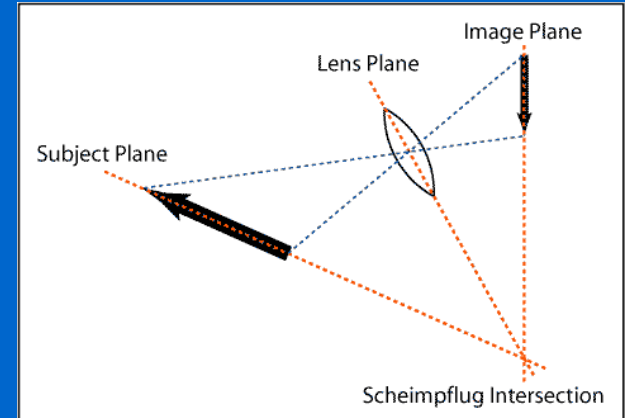 Image Plane
Lens Plane
Subject Plane
Scheimpflug Intersection